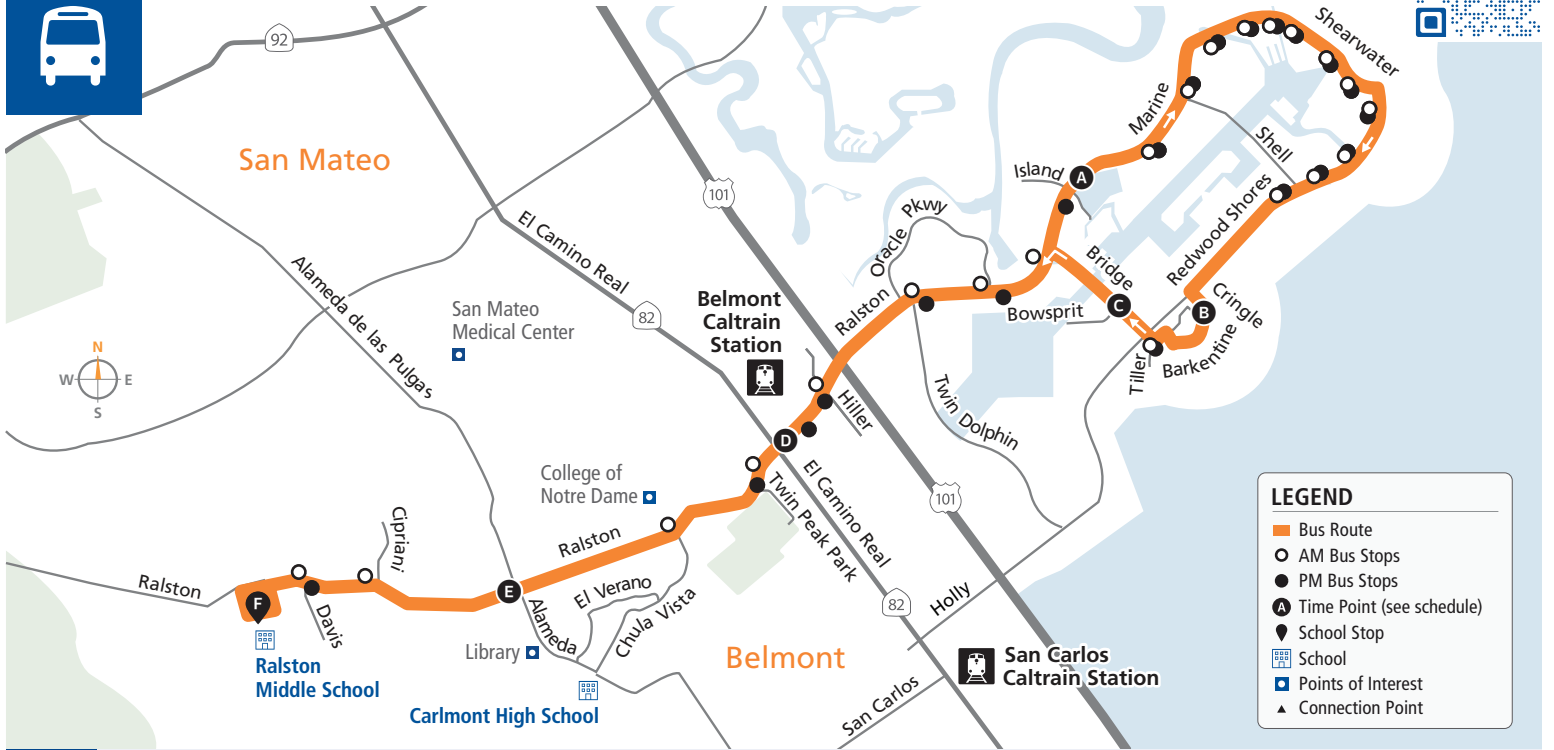 92
San Mateo
101
Shearwater
Marine
Shell
Island
A
Oracle Pkwy
Redwood Shores
El Camino Real
Alameda de las Pulgas
82
San Mateo
Medical Center
Belmont
Caltrain
Station
Ralston
Bridge
Bowsprit
C
B
Cringle
Barkentine
Tiller
N
W
E
S
Hiller
Twin Dolphin
D
College of
Notre Dame
Twin Peak Park
El Camino Real
101
Cipriani
Ralston
Ralston
F
Davis
E
El Verano
Chula Vista
Alameda
Library
82
Holly
Ralston
Middle School
Carlmont High School
Belmont
San Carlos
San Carlos
Caltrain Station
LEGEND
Bus Route
AM Bus Stops
PM Bus Stops
A Time Point (see schedule)
School Stop
School
Points of Interest
Connection Point